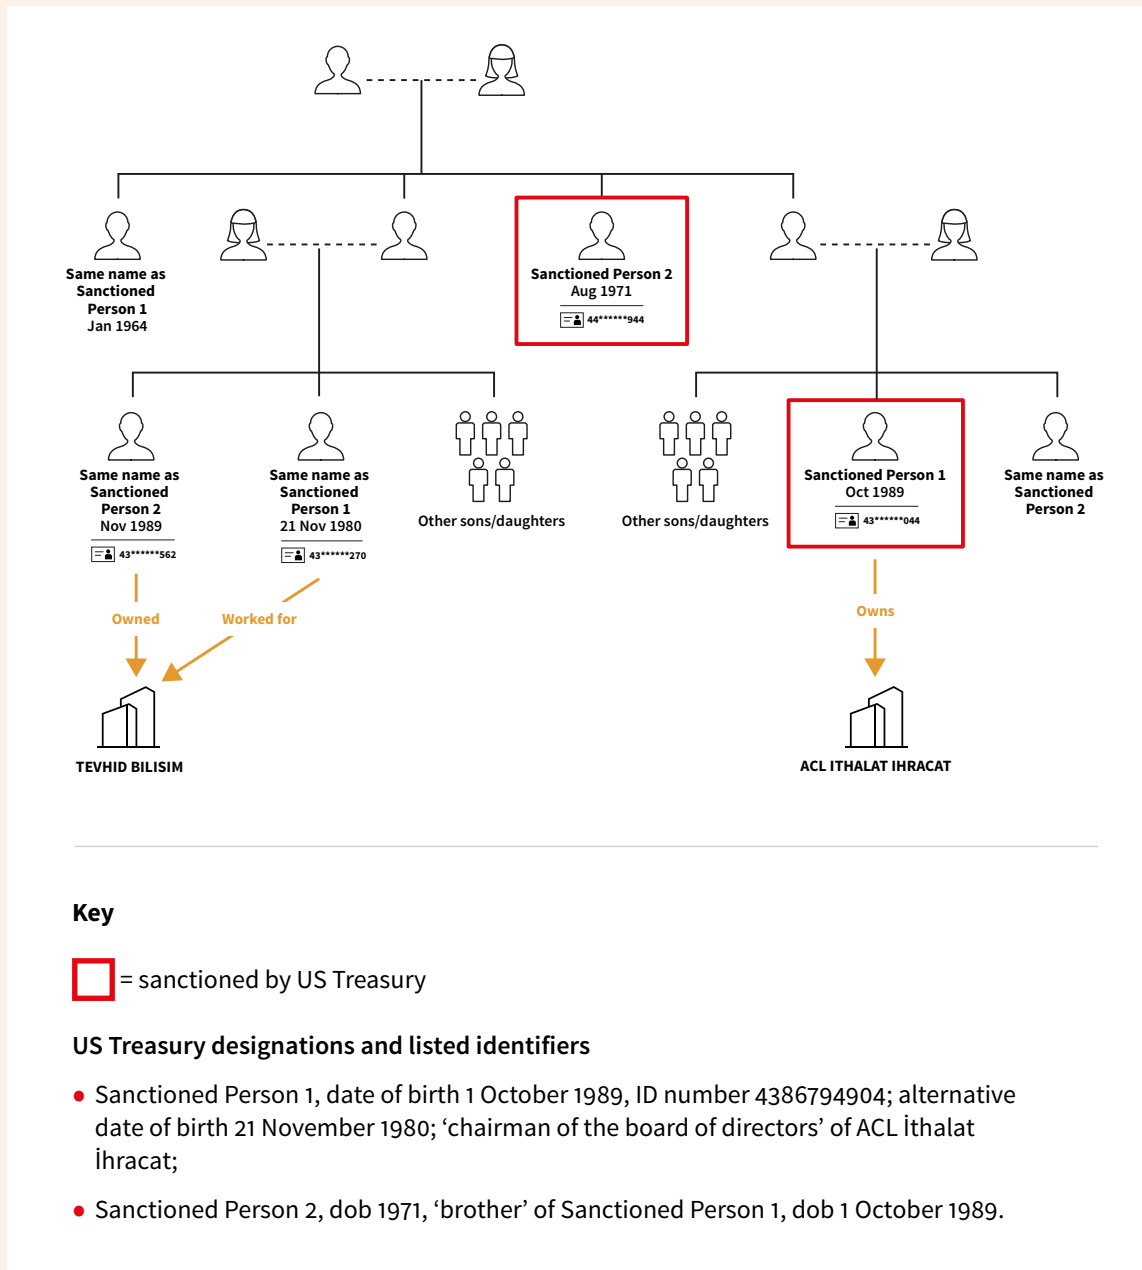 Same name as
Sanctioned
Person 1
Jan 1964
Sanctioned Person 2
Aug 1971
44******944
Same name as
Sanctioned
Person 2
Nov 1989
43******562
Same name as
Sanctioned
Person 1
21 Nov 1980
43******270
Other sons/daughters
Other sons/daughters
Sanctioned Person 1
Oct 1989
43******044
Same name as
Sanctioned
Person 2
Owned
Worked for
Owns
TEVHID BILISIM
ACL ITHALAT IHRACAT
Key
= sanctioned by US Treasury
US Treasury designations and listed identifiers
• Sanctioned Person 1, date of birth 1 October 1989, ID number 4386794904; alternative
date of birth 21 November 1980; ‘chairman of the board of directors’ of ACL İthalat
İhracat;
• Sanctioned Person 2, dob 1971, ‘brother’ of Sanctioned Person 1, dob 1 October 1989.